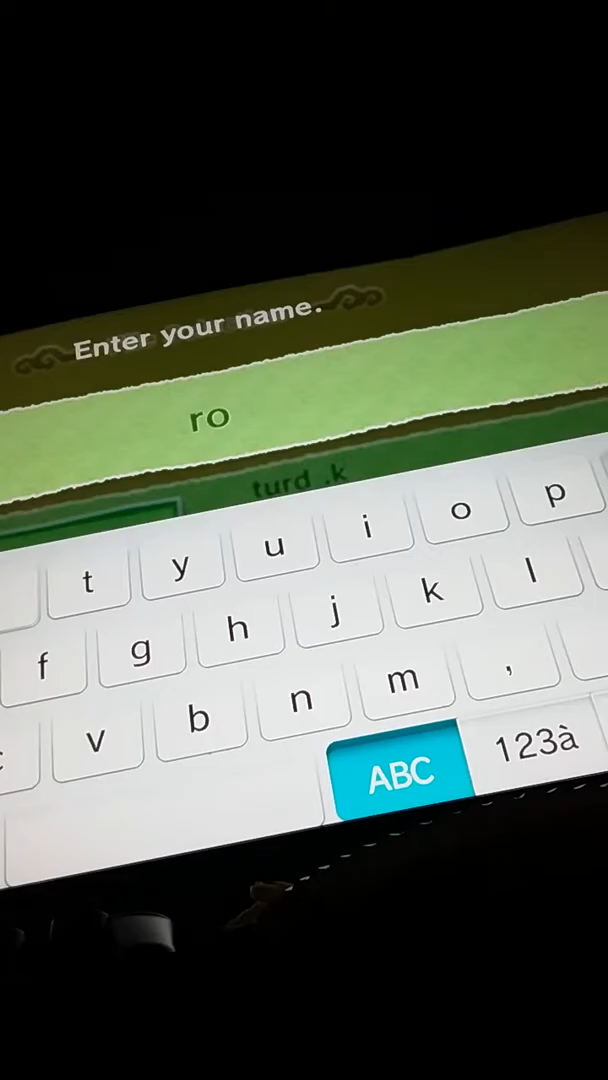 Enter your name.
ro
turd .k
t y u i o p
f g h j k l
v b n m ,
ABC 123à